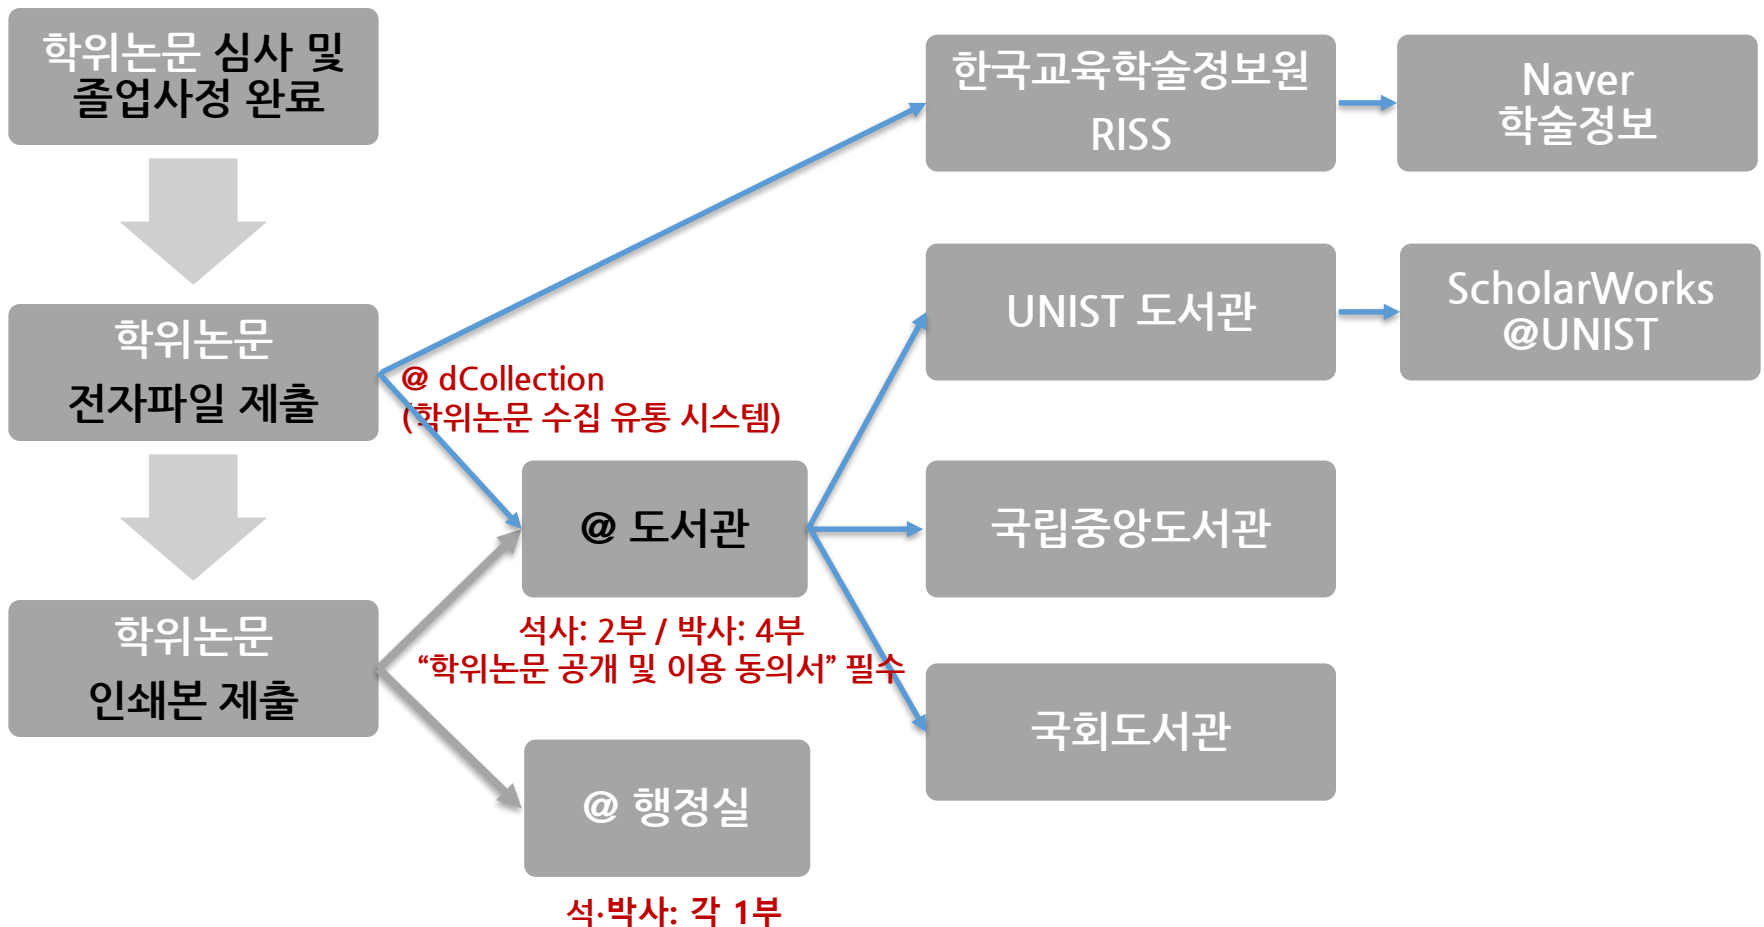 학위논문 심사 및
졸업사정 완료
학위논문
전자파일 제출
학위논문
인쇄본 제출
@ dCollection
(학위논문 수집 유통 시스템)
@ 도서관
석사: 2부 / 박사: 4부
“학위논문 공개 및 이용 동의서” 필수
@ 행정실
석·박사: 각 1부
한국교육학술정보원
RISS
Naver
학술정보
UNIST 도서관
ScholarWorks
@UNIST
국립중앙도서관
국회도서관